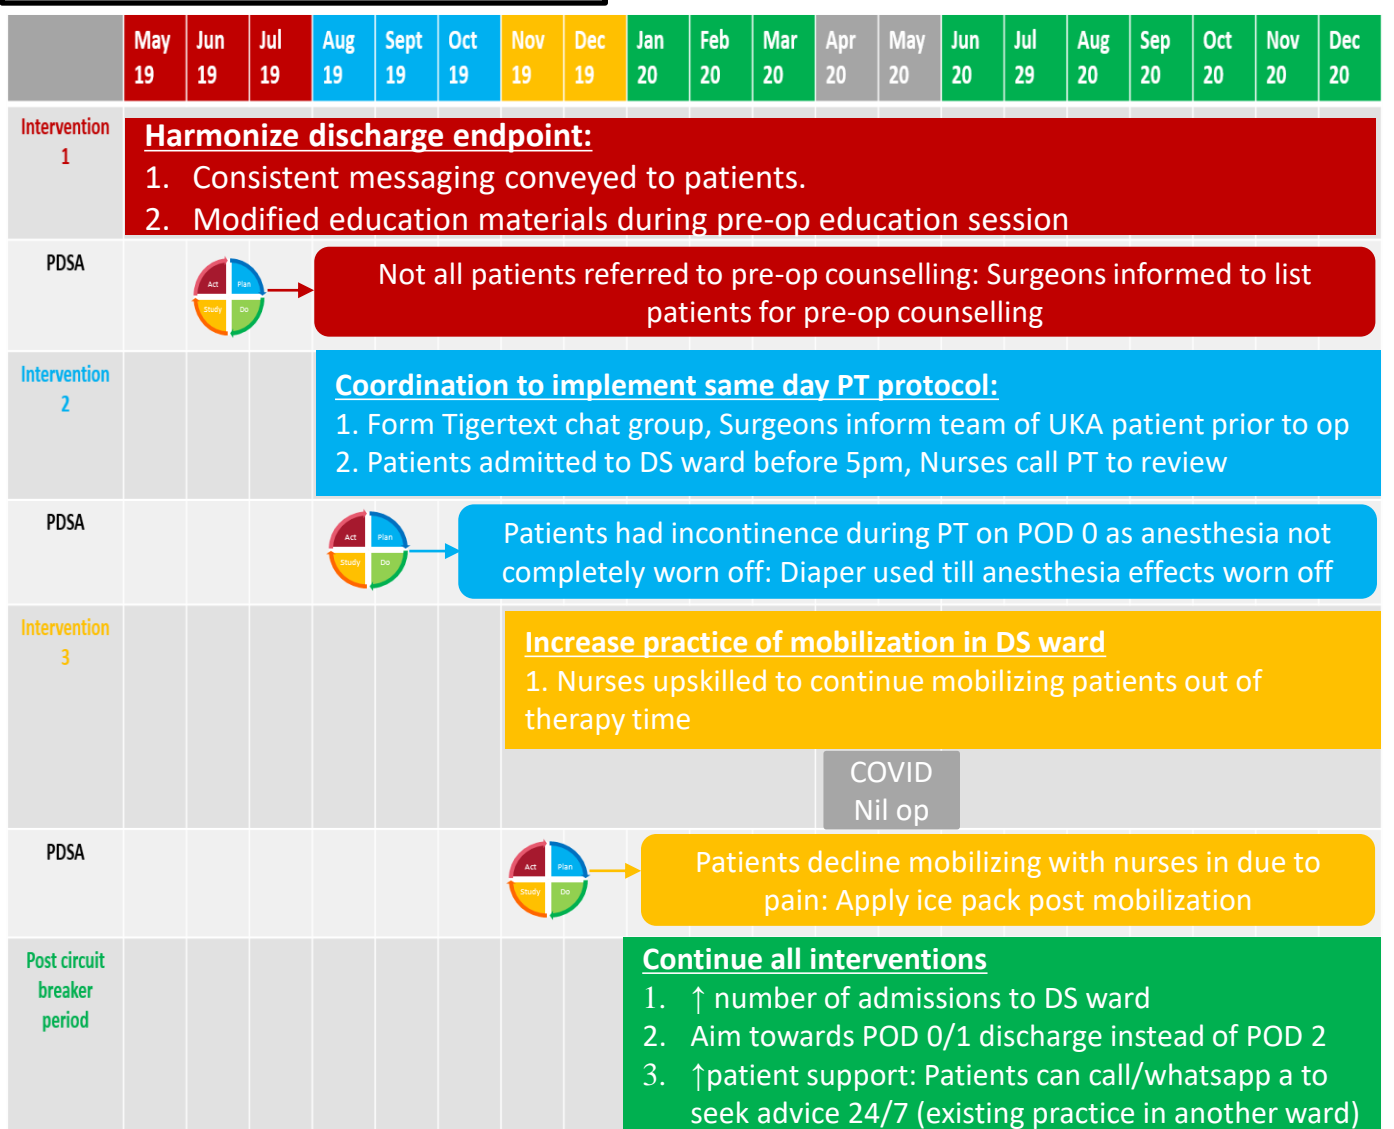 May Jun Jul Aug Sept Oct Nov Dec Jan Feb Mar Apr May Jun Jul Aug Sep Oct Nov Dec
19 19 19 19 19 19 19 19 20 20 20 20 20 20 29 20 20 20 20 20
Intervention
1
Harmonize discharge endpoint:
1. Consistent messaging conveyed to patients.
2. Modified education materials during pre-op education session
PDSA
Act Plan
Study Do
Not all patients referred to pre-op counselling: Surgeons informed to list
patients for pre-op counselling
Intervention
2
Coordination to implement same day PT protocol:
1. Form Tigertext chat group, Surgeons inform team of UKA patient prior to op
2. Patients admitted to DS ward before 5pm, Nurses call PT to review
PDSA
Act Plan
Study Do
Patients had incontinence during PT on POD 0 as anesthesia not
completely worn off: Diaper used till anesthesia effects worn off
Intervention
3
Increase practice of mobilization in DS ward
1. Nurses upskilled to continue mobilizing patients out of
therapy time
COVID
Nil op
PDSA
Act Plan
Study Do
Patients decline mobilizing with nurses in due to
pain: Apply ice pack post mobilization
Post circuit
breaker
period
Continue all interventions
1. ↑ number of admissions to DS ward
2. Aim towards POD 0/1 discharge instead of POD 2
3. ↑patient support: Patients can call/whatsapp a to
seek advice 24/7 (existing practice in another ward)